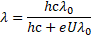 λ = hcλ₀ / (hc + eUλ₀)